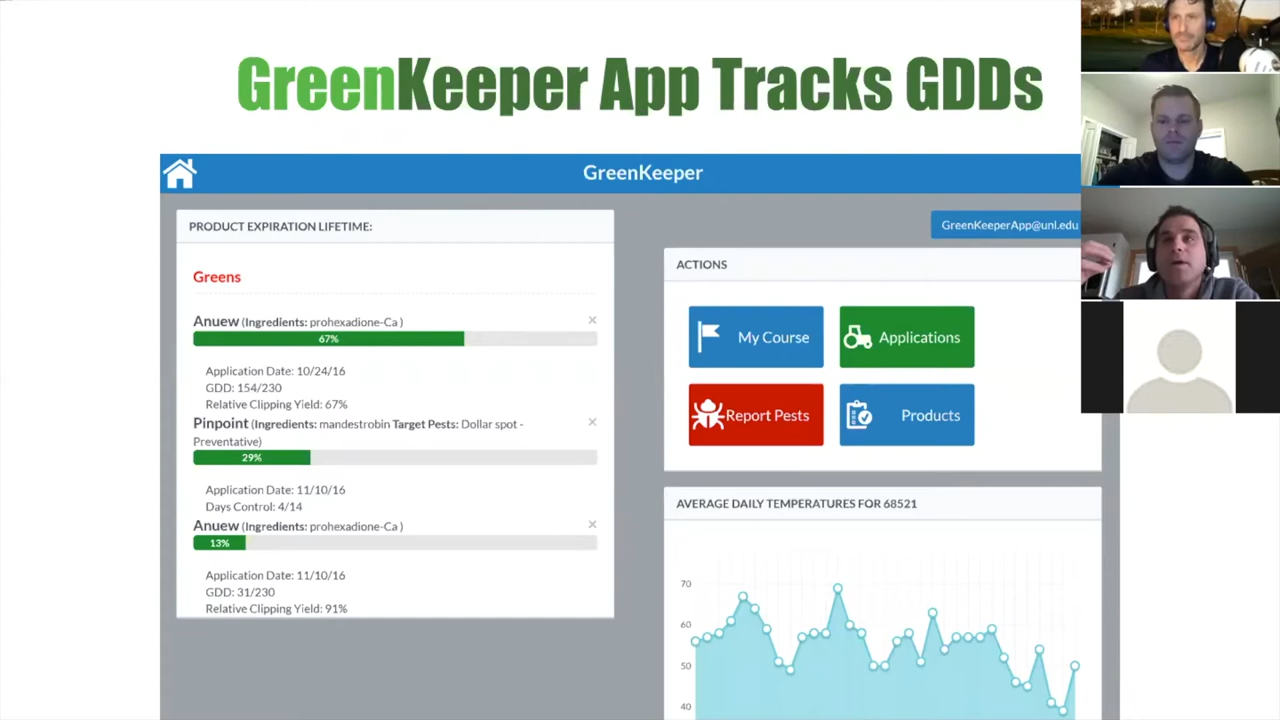 GreenKeeper App Tracks GDDs
GreenKeeper
PRODUCT EXPIRATION LIFETIME:
Greens
Anuew (Ingredients: prohexadione-Ca )
67%
Application Date: 10/24/16
GDD: 154/230
Relative Clipping Yield: 67%
Pinpoint (Ingredients: mandestrobin Target Pests: Dollar spot -
Preventative)
29%
Application Date: 11/10/16
Days Control: 4/14
Anuew (Ingredients: prohexadione-Ca )
13%
Application Date: 11/10/16
GDD: 31/230
Relative Clipping Yield: 91%
GreenKeeperApp@unl.edu
ACTIONS
My Course
Applications
Report Pests
Products
AVERAGE DAILY TEMPERATURES FOR 68521
70
60
50
40